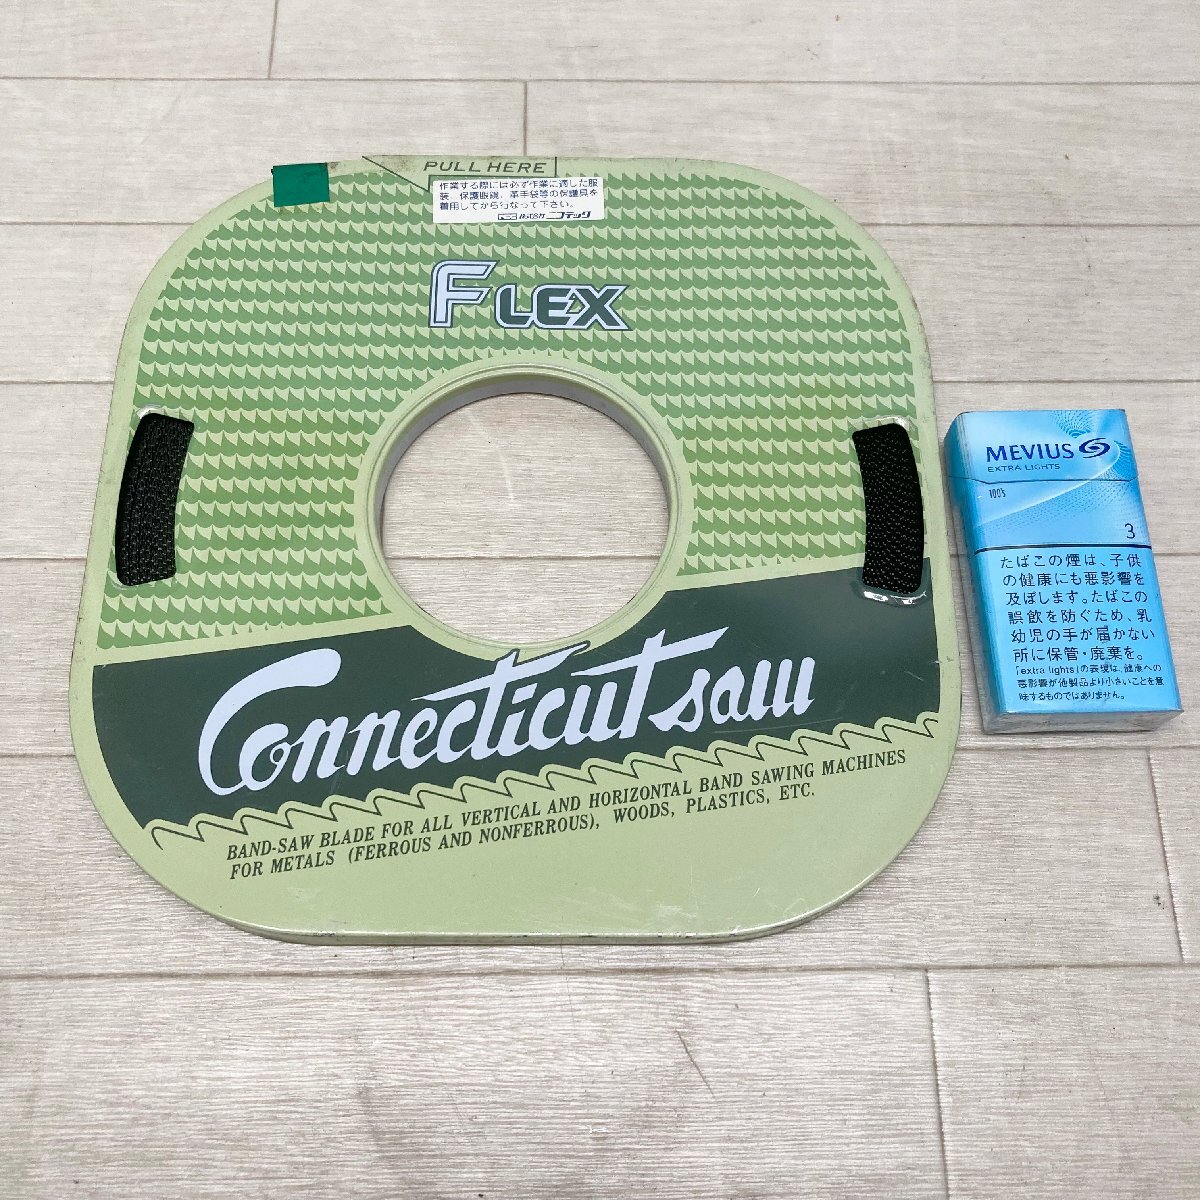 PULL HERE
作業する際には必ず作業に適した服
装、保護眼鏡、革手袋等の保護具を
着用してから行なって下さい。
ニコテック
FLEX
Connecticut saw
BAND-SAW BLADE FOR ALL VERTICAL AND HORIZONTAL BAND SAWING MACHINES
FOR METALS (FERROUS AND NONFERROUS), WOODS, PLASTICS, ETC.
MEVIUS
EXTRA LIGHTS
100's
3
たばこの煙は、子供
の健康にも悪影響を
及ぼします。たばこの
誤飲を防ぐため、乳
幼児の手が届かない
所に保管・廃棄を。
「extra lights」の表現は、健康への
悪影響が他製品より小さいことを意
味するものではありません。